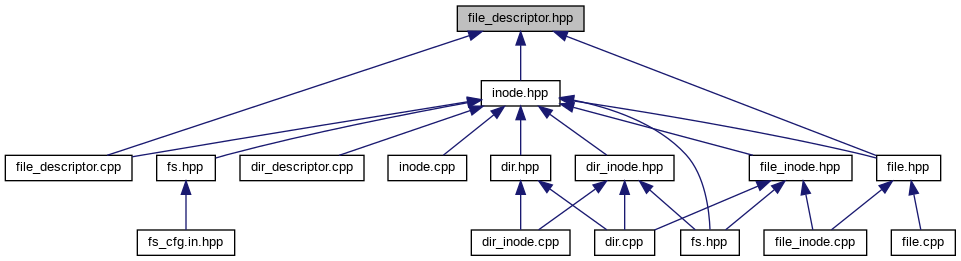 file_descriptor.hpp
inode.hpp
file_descriptor.cpp
fs.hpp
dir_descriptor.cpp
inode.cpp
dir.hpp
dir_inode.hpp
file_inode.hpp
file.hpp
fs_cfg.in.hpp
dir_inode.cpp
dir.cpp
fs.hpp
file_inode.cpp
file.cpp